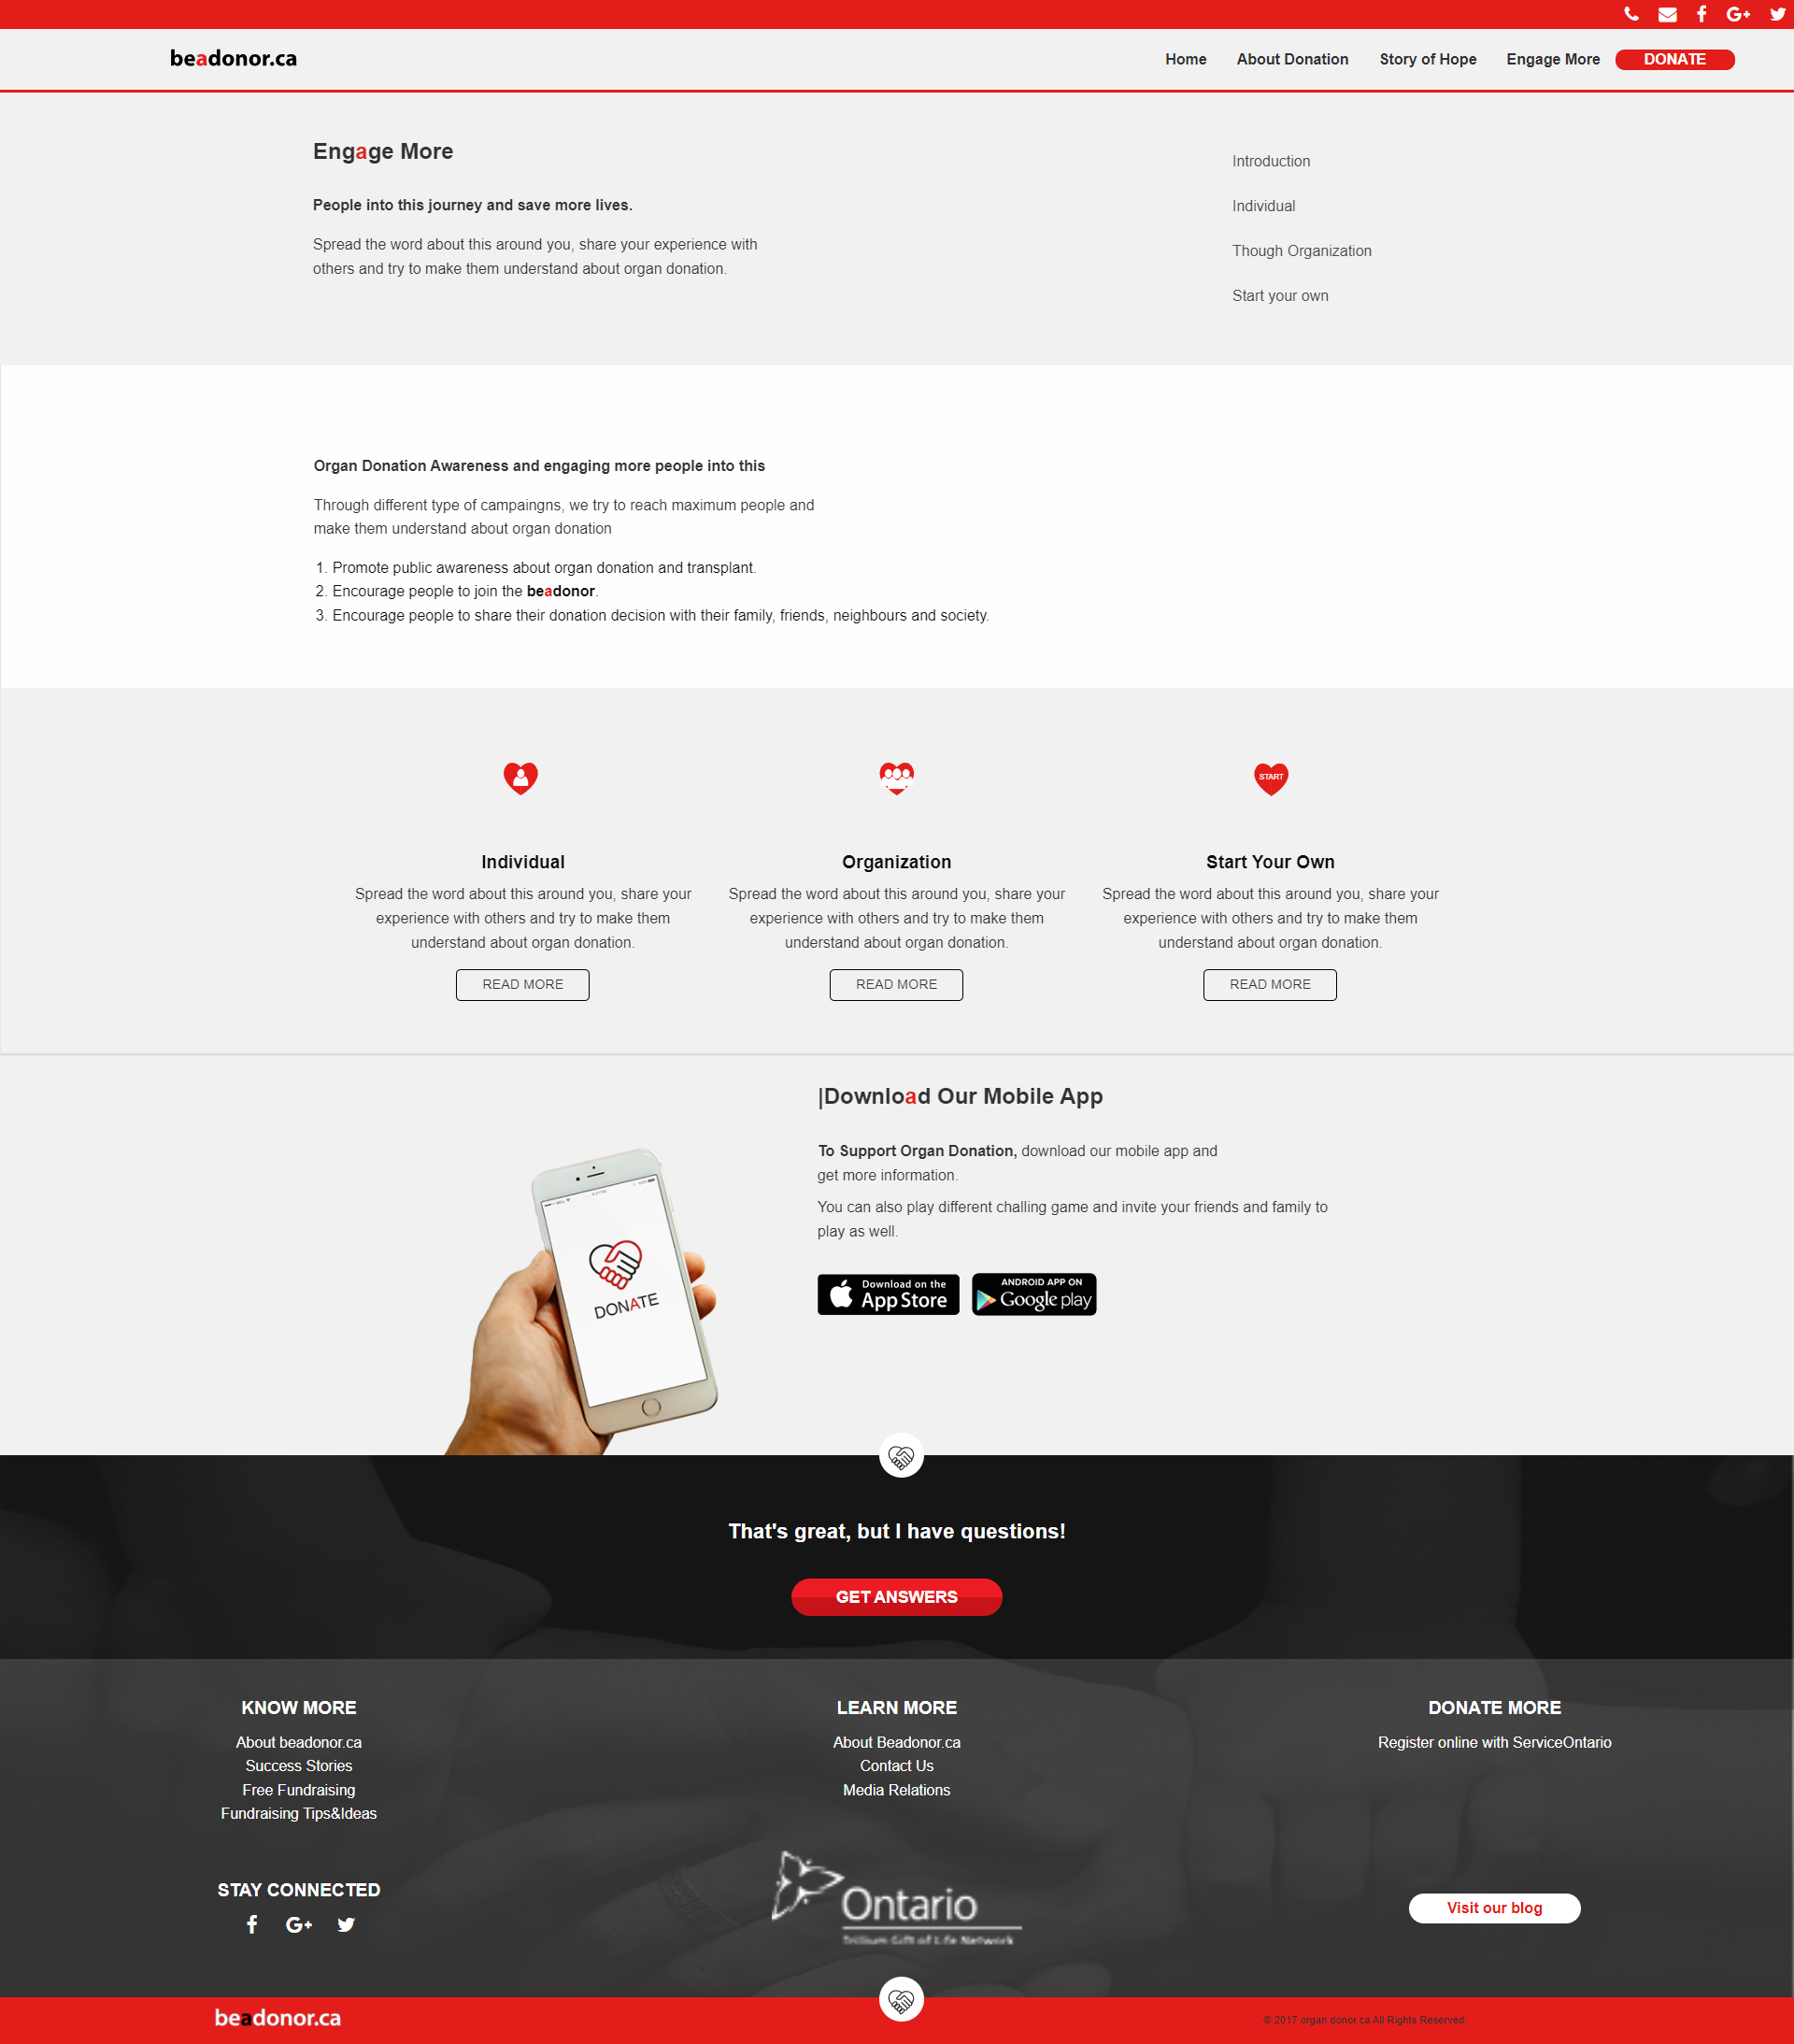 beadonor.ca
Home About Donation Story of Hope Engage More DONATE
Engage More
People into this journey and save more lives.
Spread the word about this around you, share your experience with
others and try to make them understand about organ donation.
Introduction
Individual
Though Organization
Start your own
Organ Donation Awareness and engaging more people into this
Through different type of campaingns, we try to reach maximum people and
make them understand about organ donation
1. Promote public awareness about organ donation and transplant.
2. Encourage people to join the beadonor.
3. Encourage people to share their donation decision with their family, friends, neighbours and society.
START
Individual
Spread the word about this around you, share your
experience with others and try to make them
understand about organ donation.
READ MORE
Organization
Spread the word about this around you, share your
experience with others and try to make them
understand about organ donation.
READ MORE
Start Your Own
Spread the word about this around you, share your
experience with others and try to make them
understand about organ donation.
READ MORE
|Download Our Mobile App
To Support Organ Donation, download our mobile app and
get more information.
You can also play different challing game and invite your friends and family to
play as well.
DONATE
Download on the
App Store
ANDROID APP ON
Google play
That's great, but I have questions!
GET ANSWERS
KNOW MORE
About beadonor.ca
Success Stories
Free Fundraising
Fundraising Tips&Ideas
LEARN MORE
About Beadonor.ca
Contact Us
Media Relations
DONATE MORE
Register online with ServiceOntario
STAY CONNECTED
G+
Ontario
Trillium Gift of Life Network
Visit our blog
beadonor.ca
© 2017 organ donor.ca All Rights Reserved.